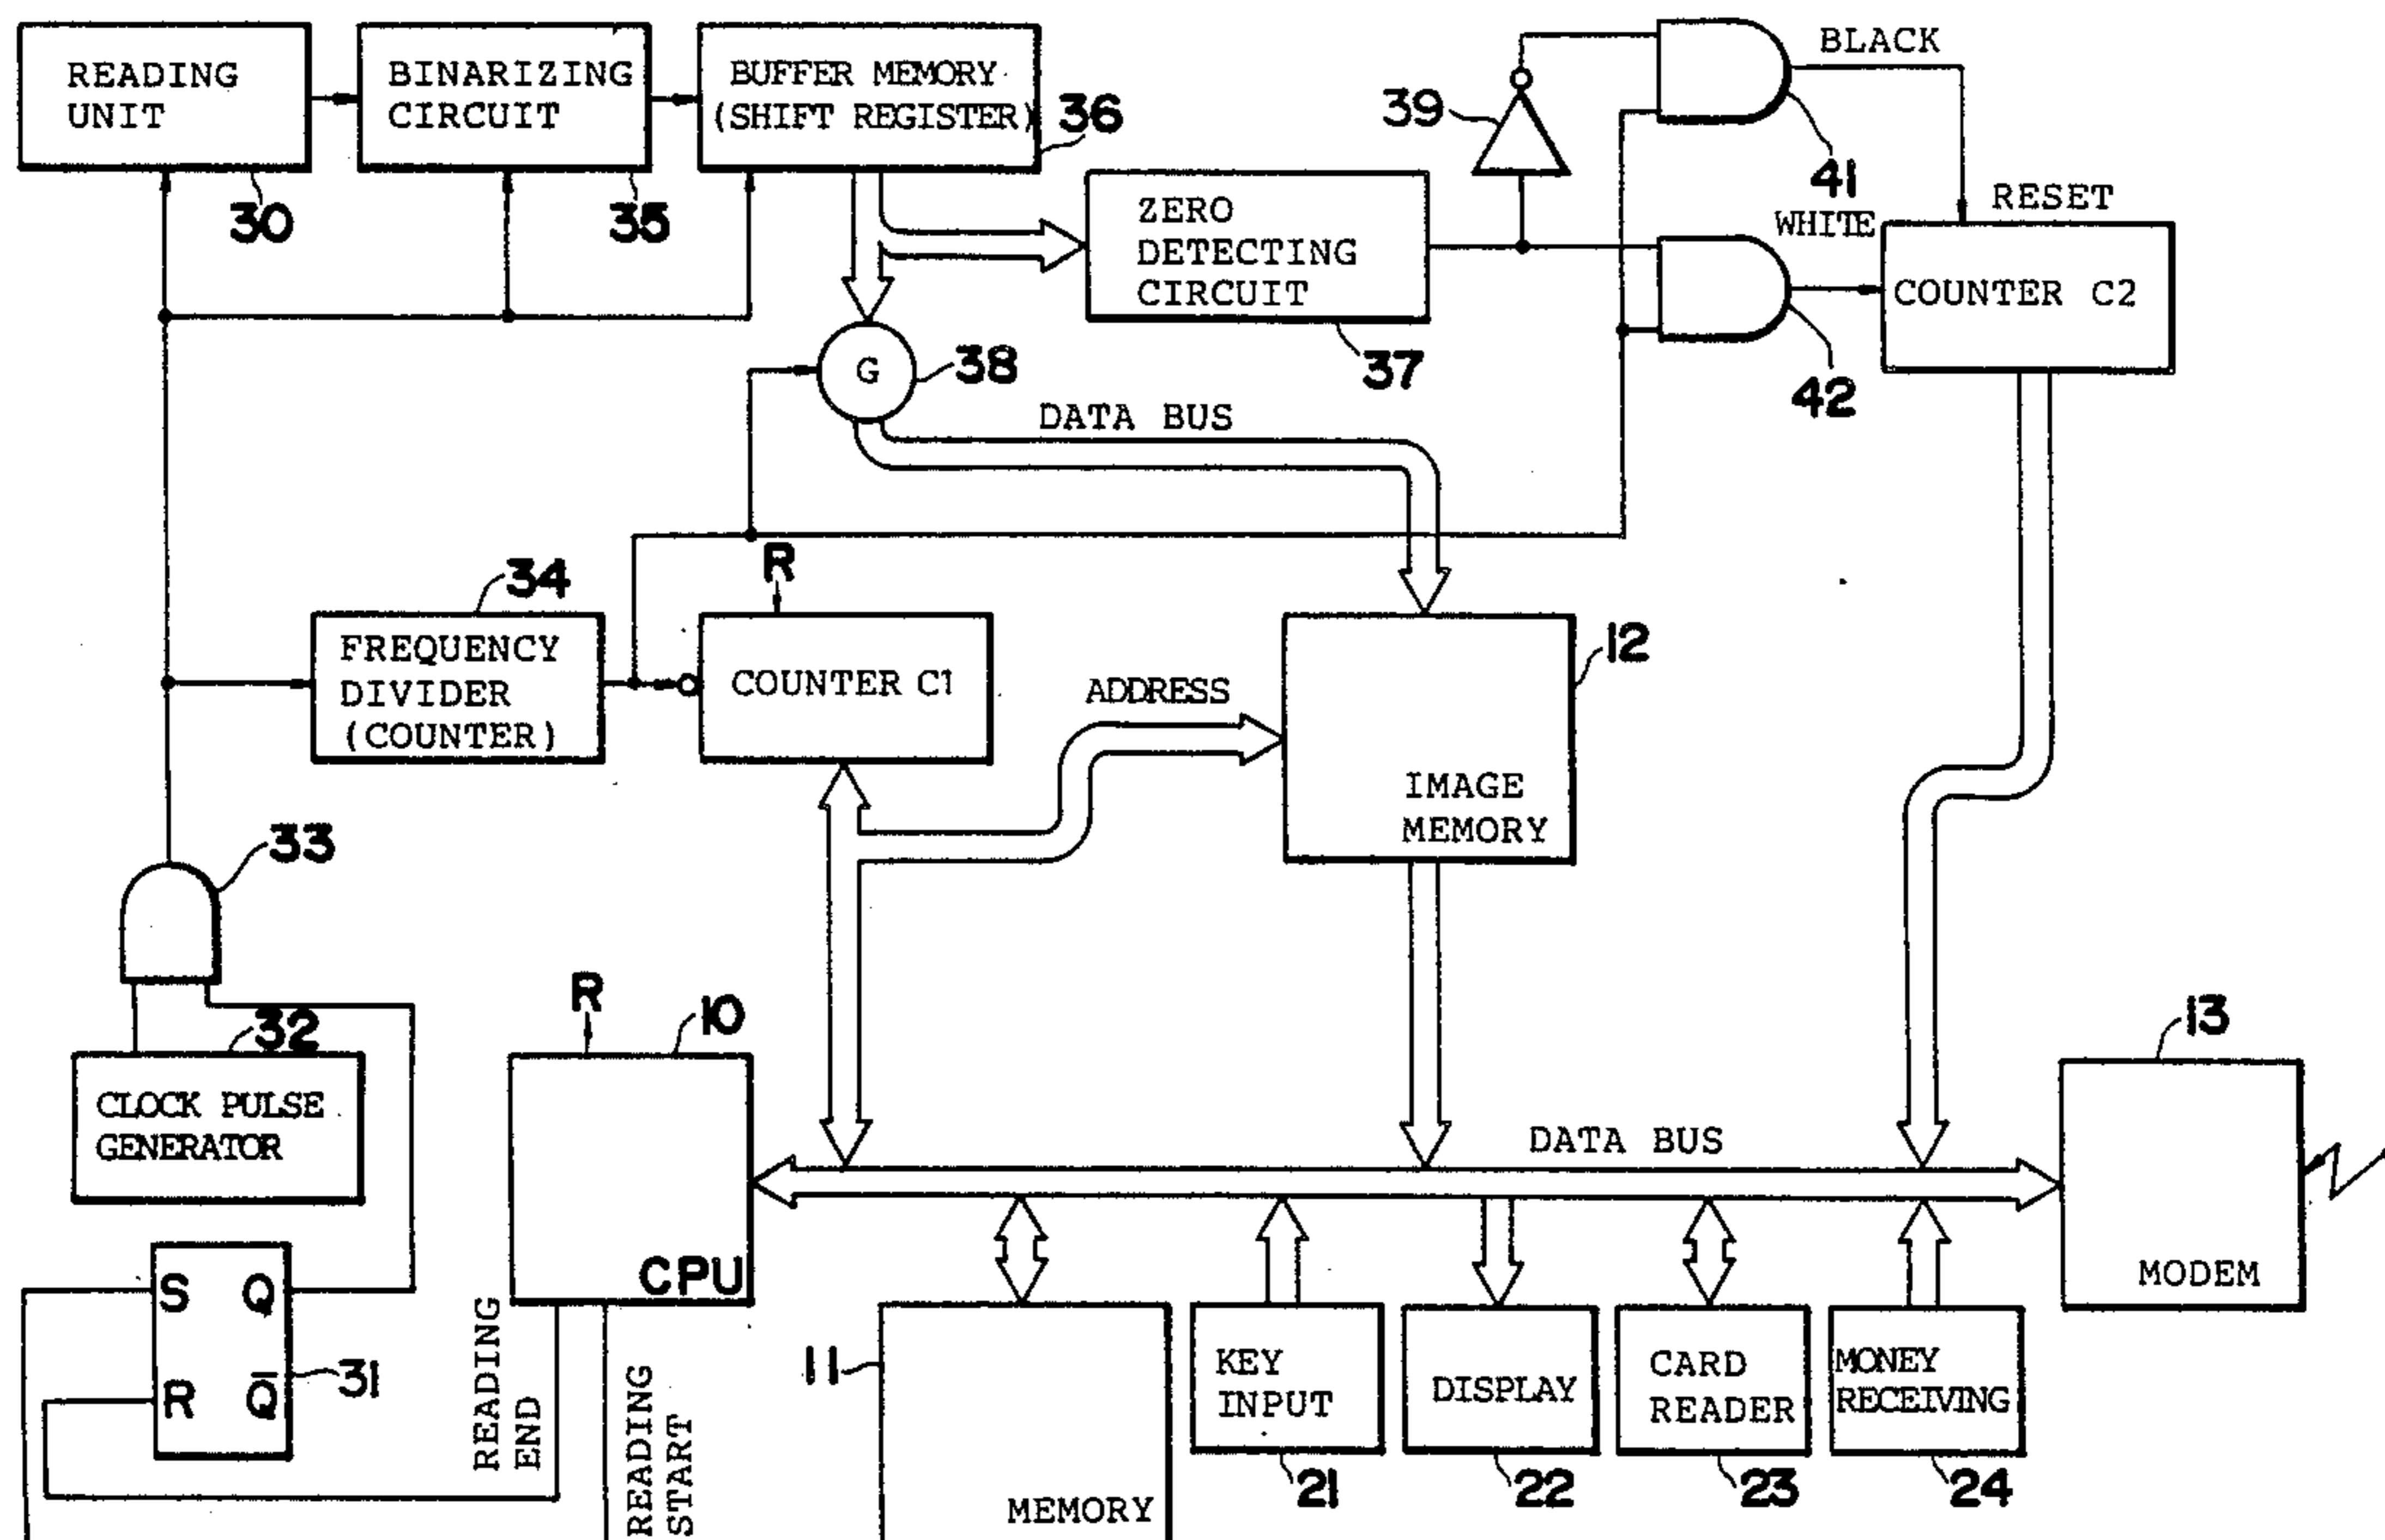 READING
UNIT
30
BINARIZING
CIRCUIT
35
BUFFER MEMORY
(SHIFT REGISTER)
36
39
BLACK
41
ZERO
DETECTING
CIRCUIT
37
WHITE
RESET
42
COUNTER C2
G
38
DATA BUS
34
FREQUENCY
DIVIDER
(COUNTER)
R
COUNTER C1
ADDRESS
12
IMAGE
MEMORY
33
32
CLOCK PULSE
GENERATOR
R
10
CPU
DATA BUS
13
MODEM
S Q
R Q̄
31
READING
END
READING
START
11
MEMORY
KEY
INPUT
21
DISPLAY
22
CARD
READER
23
MONEY
RECEIVING
24